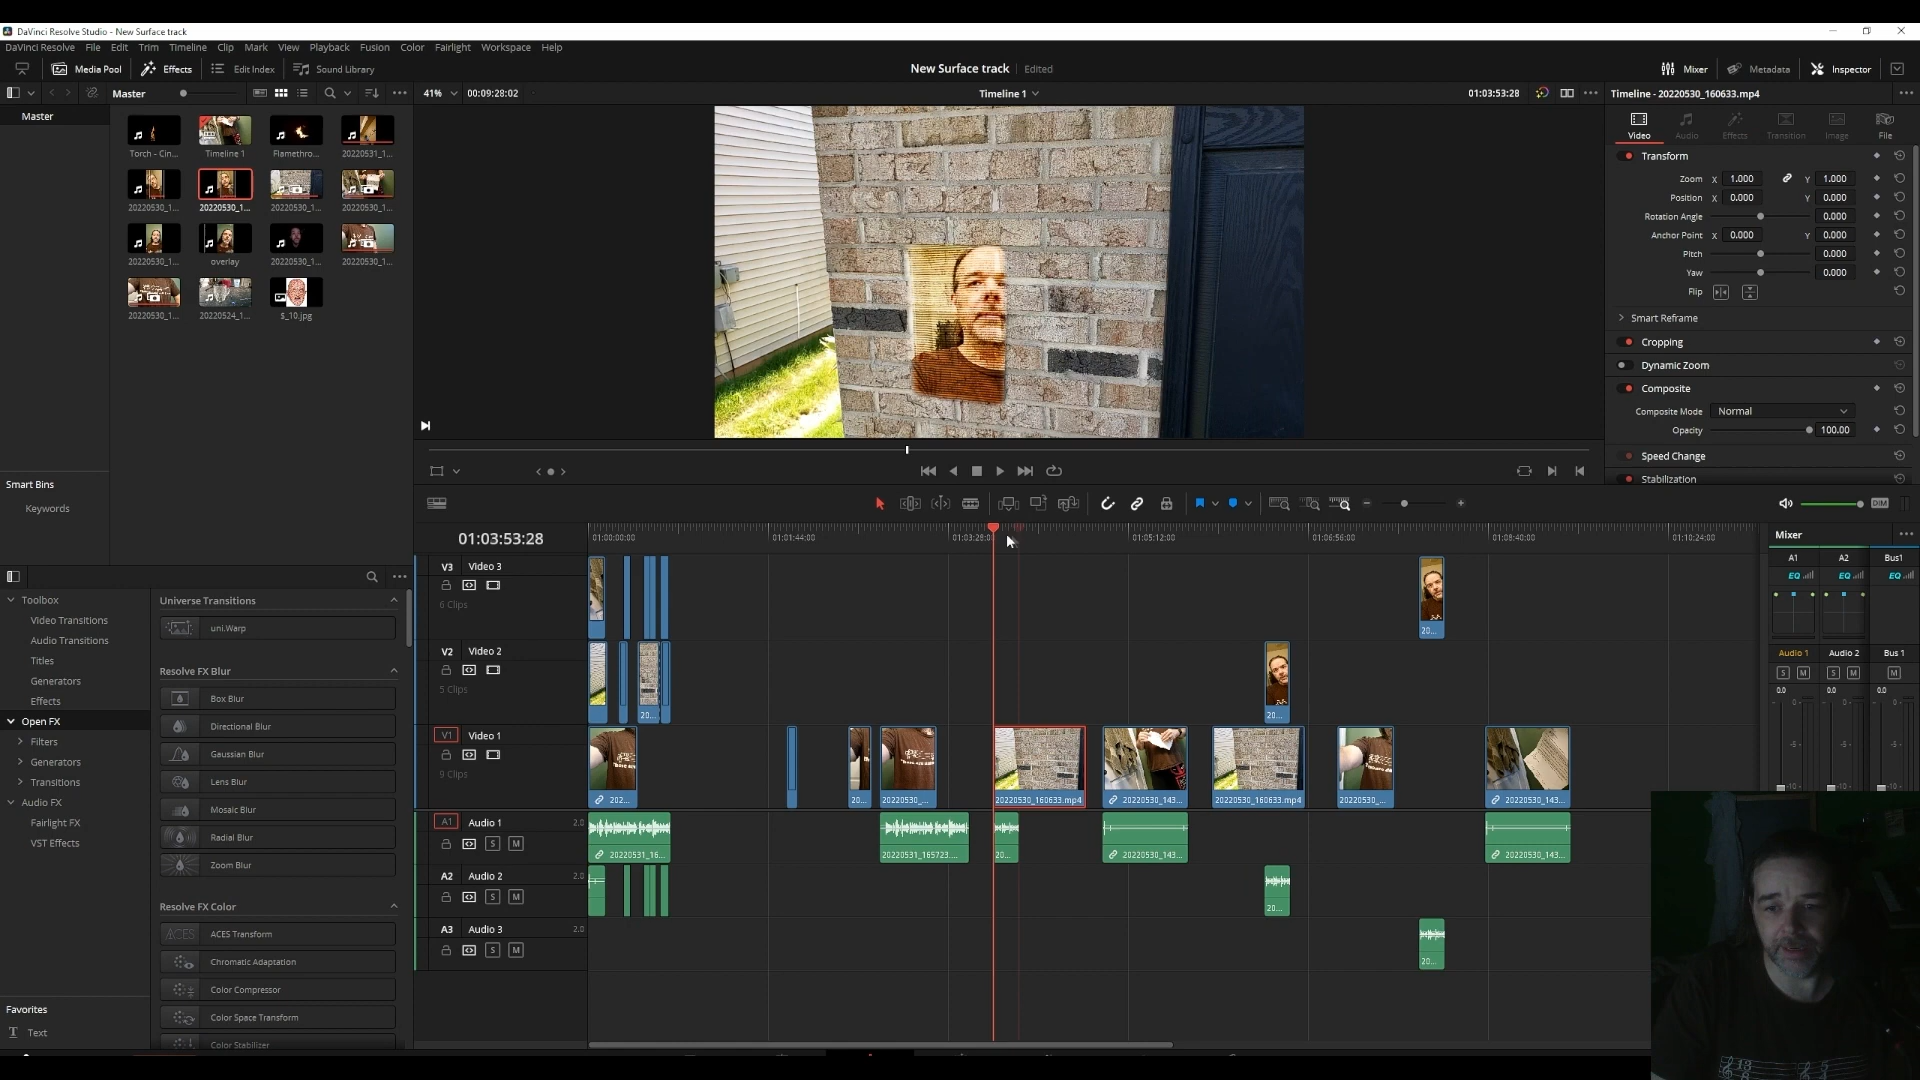 DaVinci Resolve Studio - New Surface track
DaVinci Resolve File Edit Trim Timeline Clip Mark View Playback Fusion Color Fairlight Workspace Help
Media Pool Effects Edit Index Sound Library New Surface track Edited Mixer Metadata Inspector
Master 41% 00:09:28:02 Timeline 1 01:03:53:28 Timeline - 20220530_160633.mp4
Master
Torch - Cin... Timeline 1 Flamethro... 20220531_1...
20220530_1... 20220530_1... 20220530_1... 20220530_1...
20220530_1... overlay 20220530_1... 20220530_1...
20220530_1... 20220524_1... $_10.jpg
Video Audio Effects Transition Image File
Transform
Zoom X 1.000 Y 1.000
Position X 0.000 Y 0.000
Rotation Angle 0.000
Anchor Point X 0.000 Y 0.000
Pitch 0.000
Yaw 0.000
Flip
Smart Reframe
Cropping
Dynamic Zoom
Composite
Composite Mode Normal
Opacity 100.00
Speed Change
Stabilization
Smart Bins
Keywords
DIM
01:03:53:28
01:00:00:00 01:01:44:00 01:03:28:0 01:05:12:00 01:06:56:00 01:08:40:00 01:10:24:00
Mixer
A1 A2 Bus1
EQ EQ EQ
Audio 1 Audio 2 Bus 1
S M S M M
0.0 0.0 0.0
V3 Video 3
6 Clips
20...
V2 Video 2
5 Clips
20... 20...
V1 Video 1
9 Clips
202... 20... 20220530_... 20220530_160633.mp4 20220530_143... 20220530_160633.mp4 20220530_... 20220530_143...
A1 Audio 1 2.0
S M
20220531_16... 20220531_165723.... 20... 20220530_143... 20220530_143...
A2 Audio 2 2.0
S M
20...
A3 Audio 3 2.0
S M
20...
Toolbox
Video Transitions
Audio Transitions
Titles
Generators
Effects
Open FX
Filters
Generators
Transitions
Audio FX
Fairlight FX
VST Effects
Favorites
Text
Universe Transitions
uni.Warp
Resolve FX Blur
Box Blur
Directional Blur
Gaussian Blur
Lens Blur
Mosaic Blur
Radial Blur
Zoom Blur
Resolve FX Color
ACES ACES Transform
Chromatic Adaptation
Color Compressor
Color Space Transform
Color Stabilizer